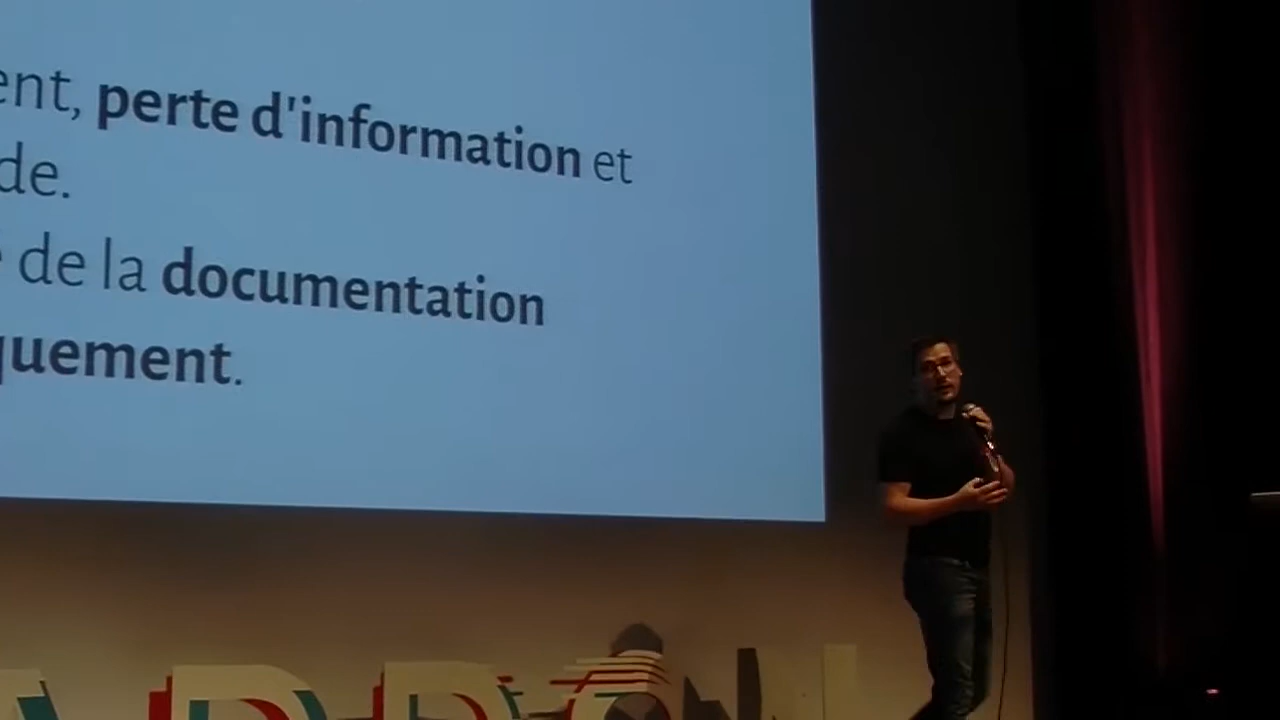 ent, perte d'information et
de.
de la documentation
quement.